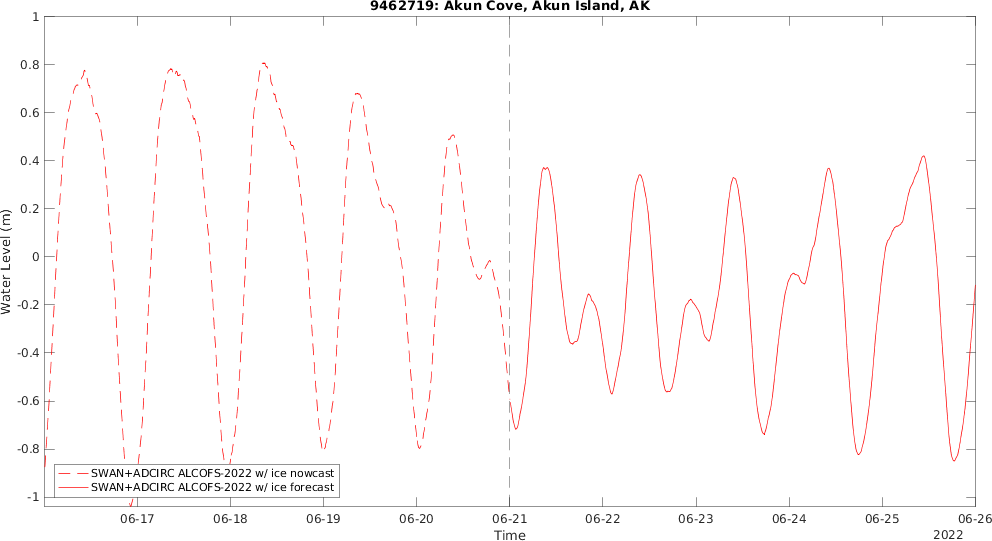 9462719: Akun Cove, Akun Island, AK
1
0.8
0.6
0.4
0.2
0
-0.2
-0.4
-0.6
-0.8
-1
Water Level (m)
SWAN+ADCIRC ALCOFS-2022 w/ ice nowcast
SWAN+ADCIRC ALCOFS-2022 w/ ice forecast
06-17 06-18 06-19 06-20 06-21 06-22 06-23 06-24 06-25 06-26
Time
2022